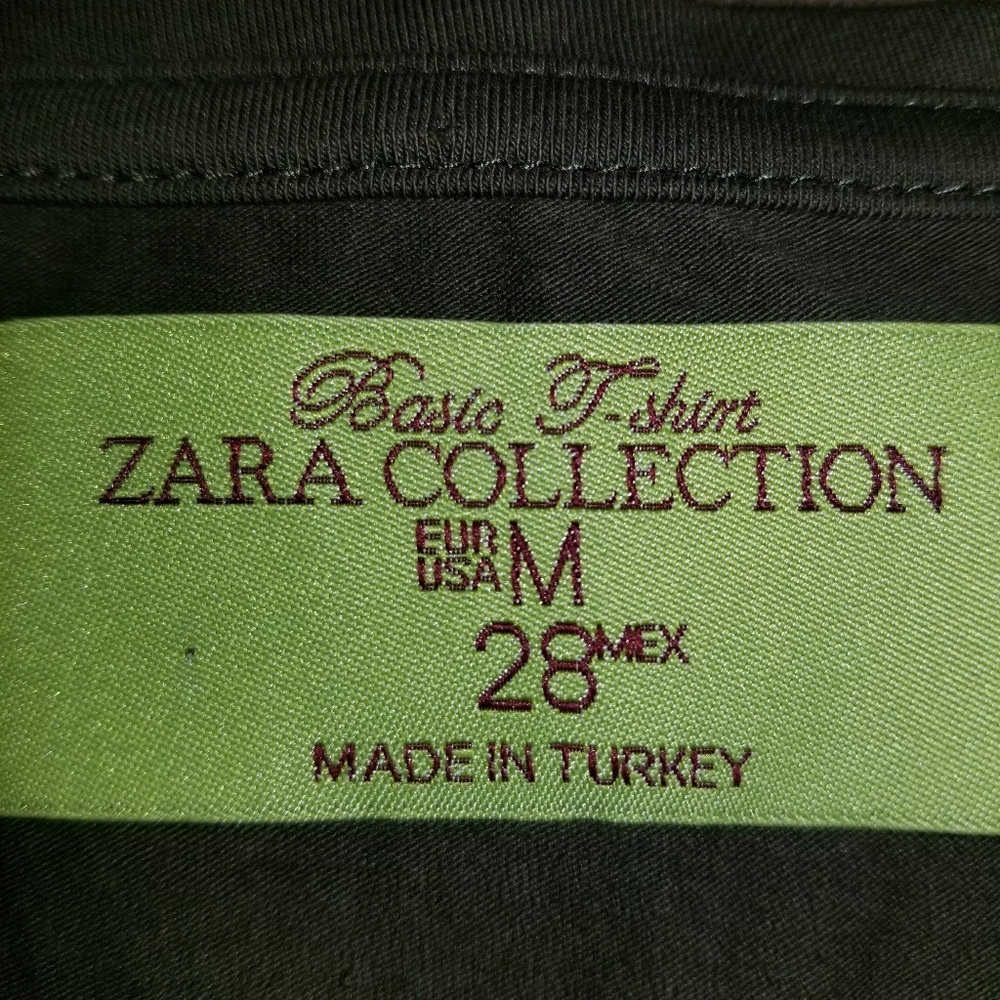 Basic T-shirt
ZARA COLLECTION
EUR
USA M
28 MEX
MADE IN TURKEY